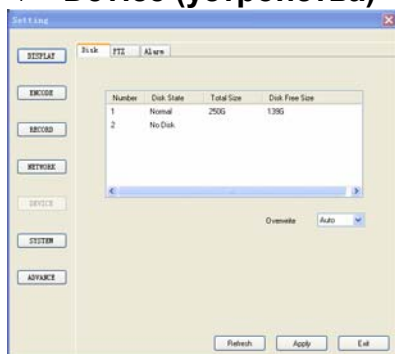 Device (устройства)
Setting
DISPLAY
Disk PTZ Alarm
ENCODE
Number Disk State Total Size Disk Free Size
1 Normal 250G 139G
RECORD
2 No Disk
NETWORK
DEVICE
Overwrite Auto
SYSTEM
ADVANCE
Refresh Apply Exit